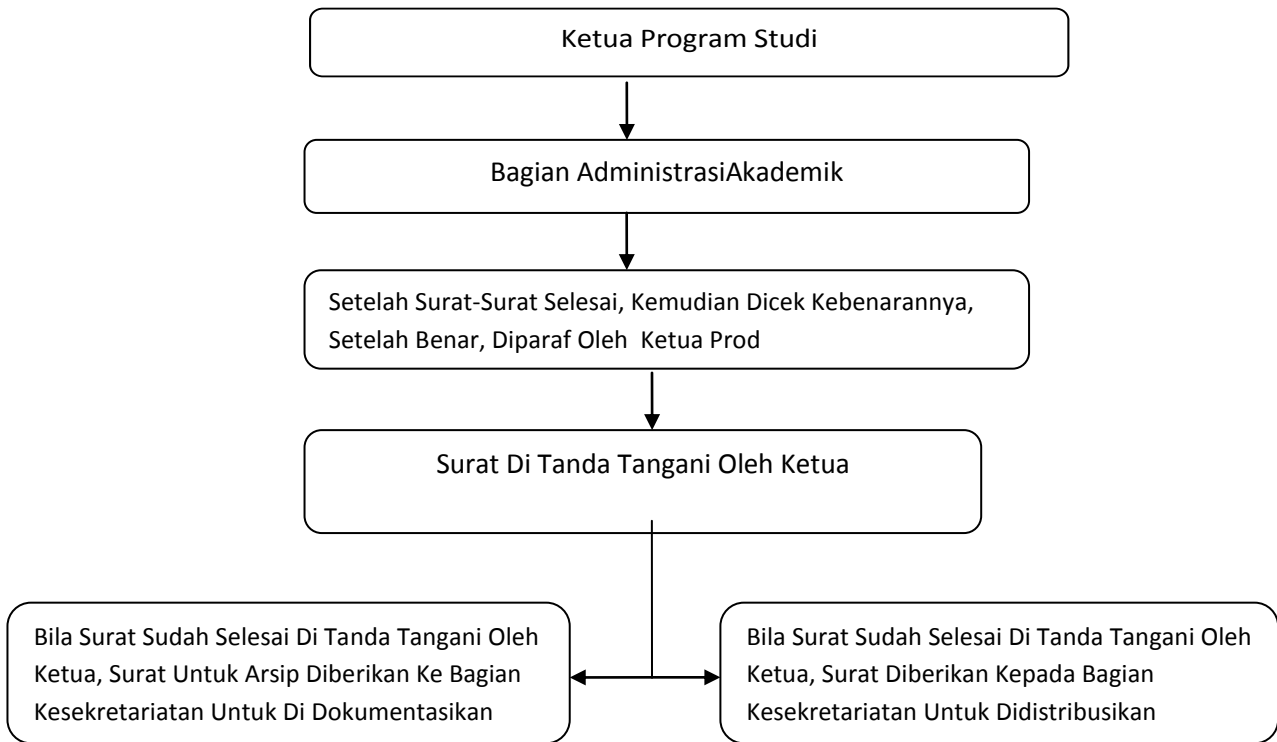 Ketua Program Studi
Bagian AdministrasiAkademik
Setelah Surat-Surat Selesai, Kemudian Dicek Kebenarannya,
Setelah Benar, Diparaf Oleh  Ketua Prod
Surat Di Tanda Tangani Oleh Ketua
Bila Surat Sudah Selesai Di Tanda Tangani Oleh
Ketua, Surat Untuk Arsip Diberikan Ke Bagian
Kesekretariatan Untuk Di Dokumentasikan
Bila Surat Sudah Selesai Di Tanda Tangani Oleh
Ketua, Surat Diberikan Kepada Bagian
Kesekretariatan Untuk Didistribusikan